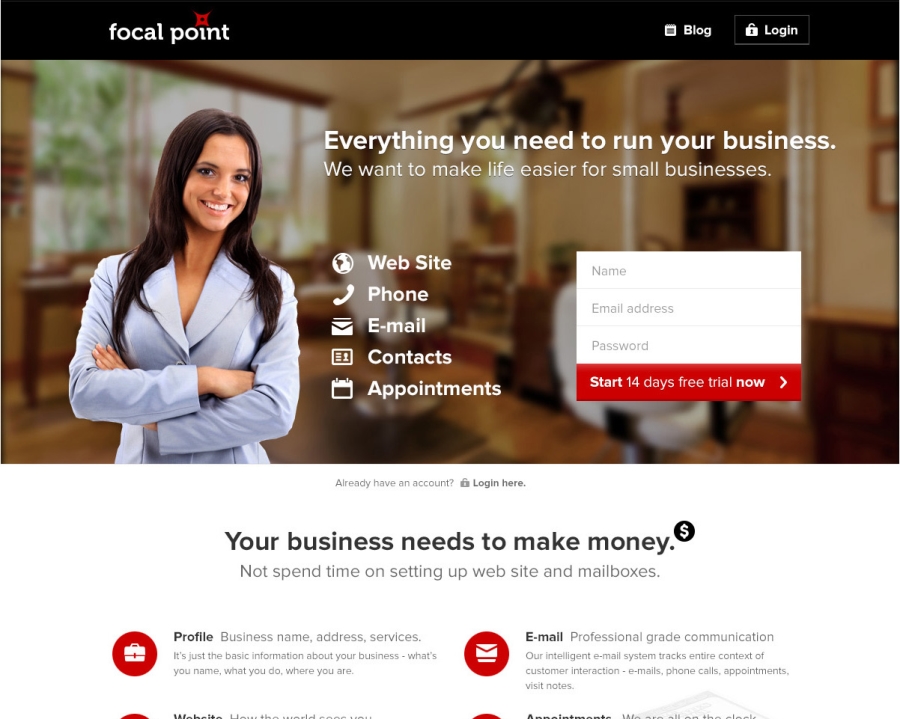 focal point
Blog
Login
Everything you need to run your business.
We want to make life easier for small businesses.
Web Site
Phone
E-mail
Contacts
Appointments
Name
Email address
Password
Start 14 days free trial now
Already have an account? Login here.
Your business needs to make money.
$
Not spend time on setting up web site and mailboxes.
Profile Business name, address, services.
It's just the basic information about your business - what's
you name, what you do, where you are.
E-mail Professional grade communication
Our intelligent e-mail system tracks entire context of
customer interaction - e-mails, phone calls, appointments,
visit notes.
Website How the world sees you
Appointments We are all on the clock